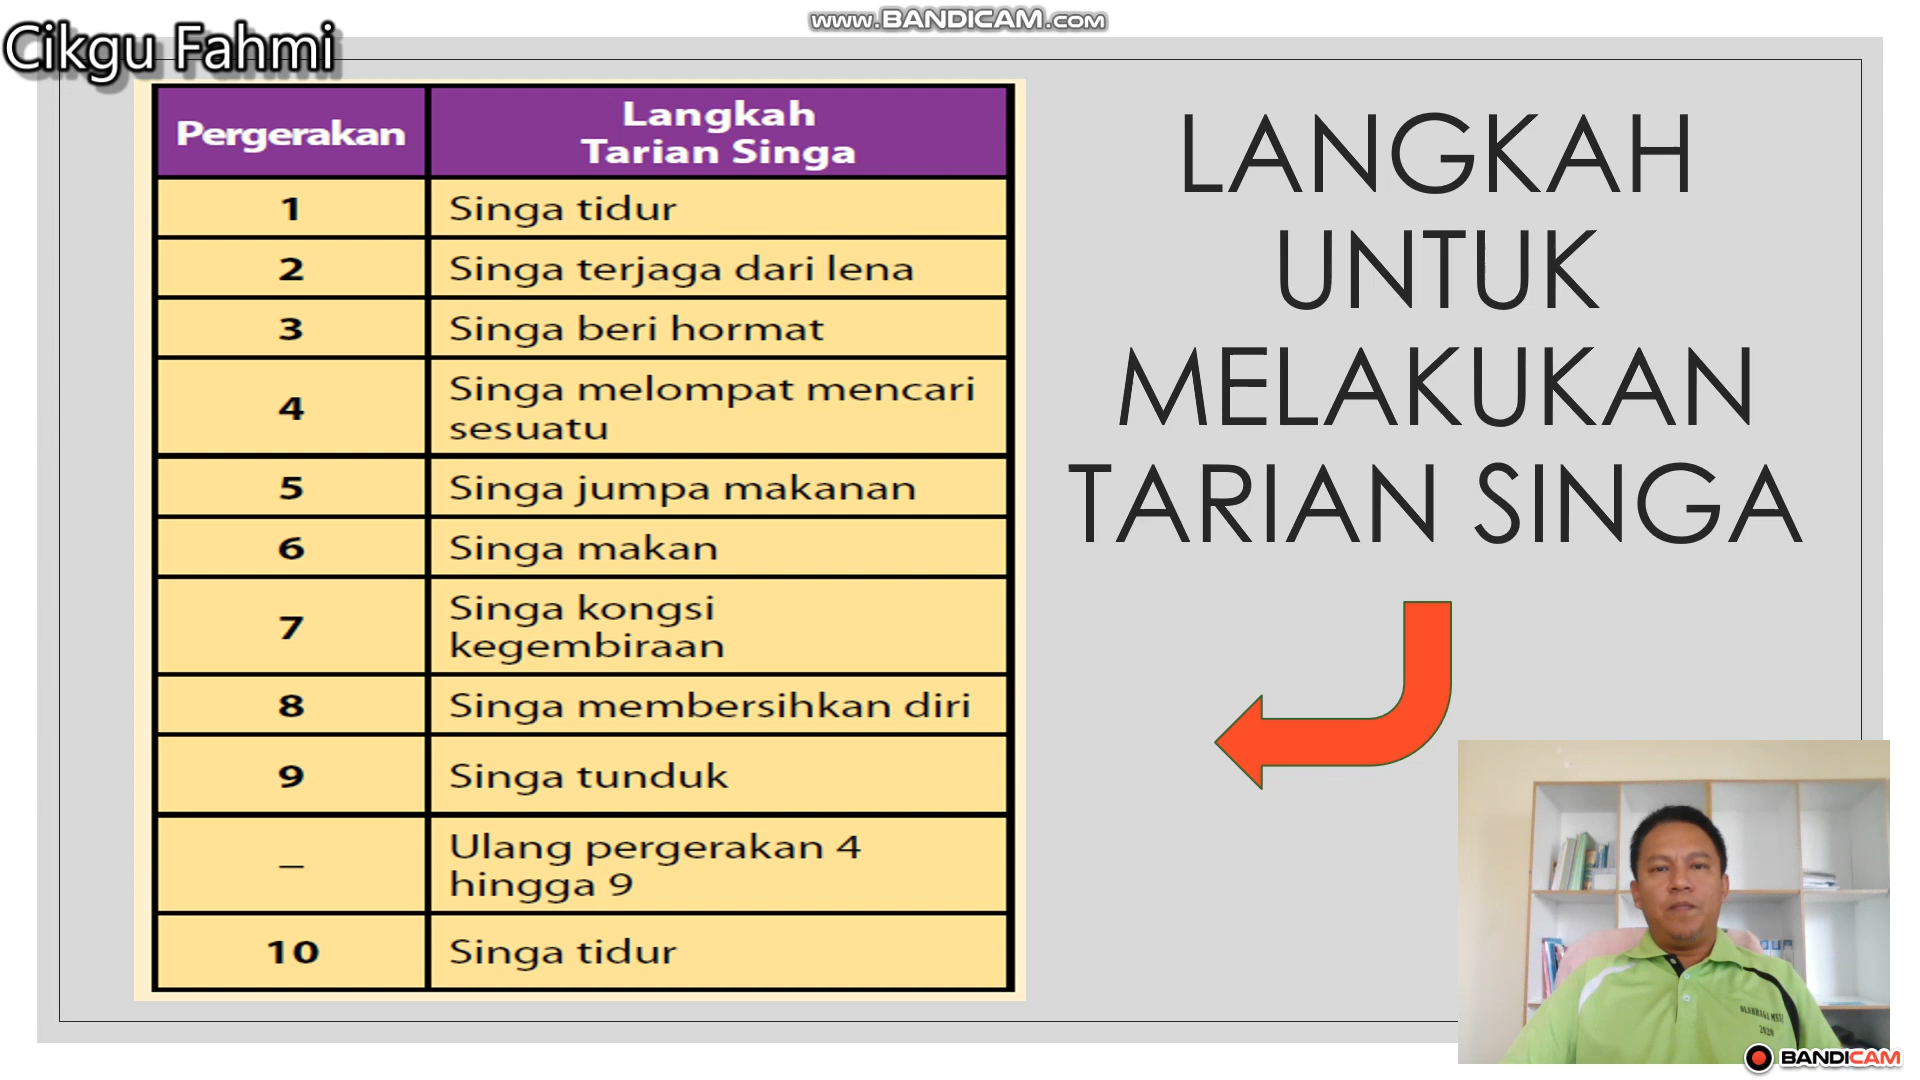 www.BANDICAM.com
Cikgu Fahmi
Pergerakan
Langkah
Tarian Singa
1
Singa tidur
2
Singa terjaga dari lena
3
Singa beri hormat
4
Singa melompat mencari
sesuatu
5
Singa jumpa makanan
6
Singa makan
7
Singa kongsi
kegembiraan
8
Singa membersihkan diri
9
Singa tunduk
–
Ulang pergerakan 4
hingga 9
10
Singa tidur
LANGKAH
UNTUK
MELAKUKAN
TARIAN SINGA
2020
BANDICAM